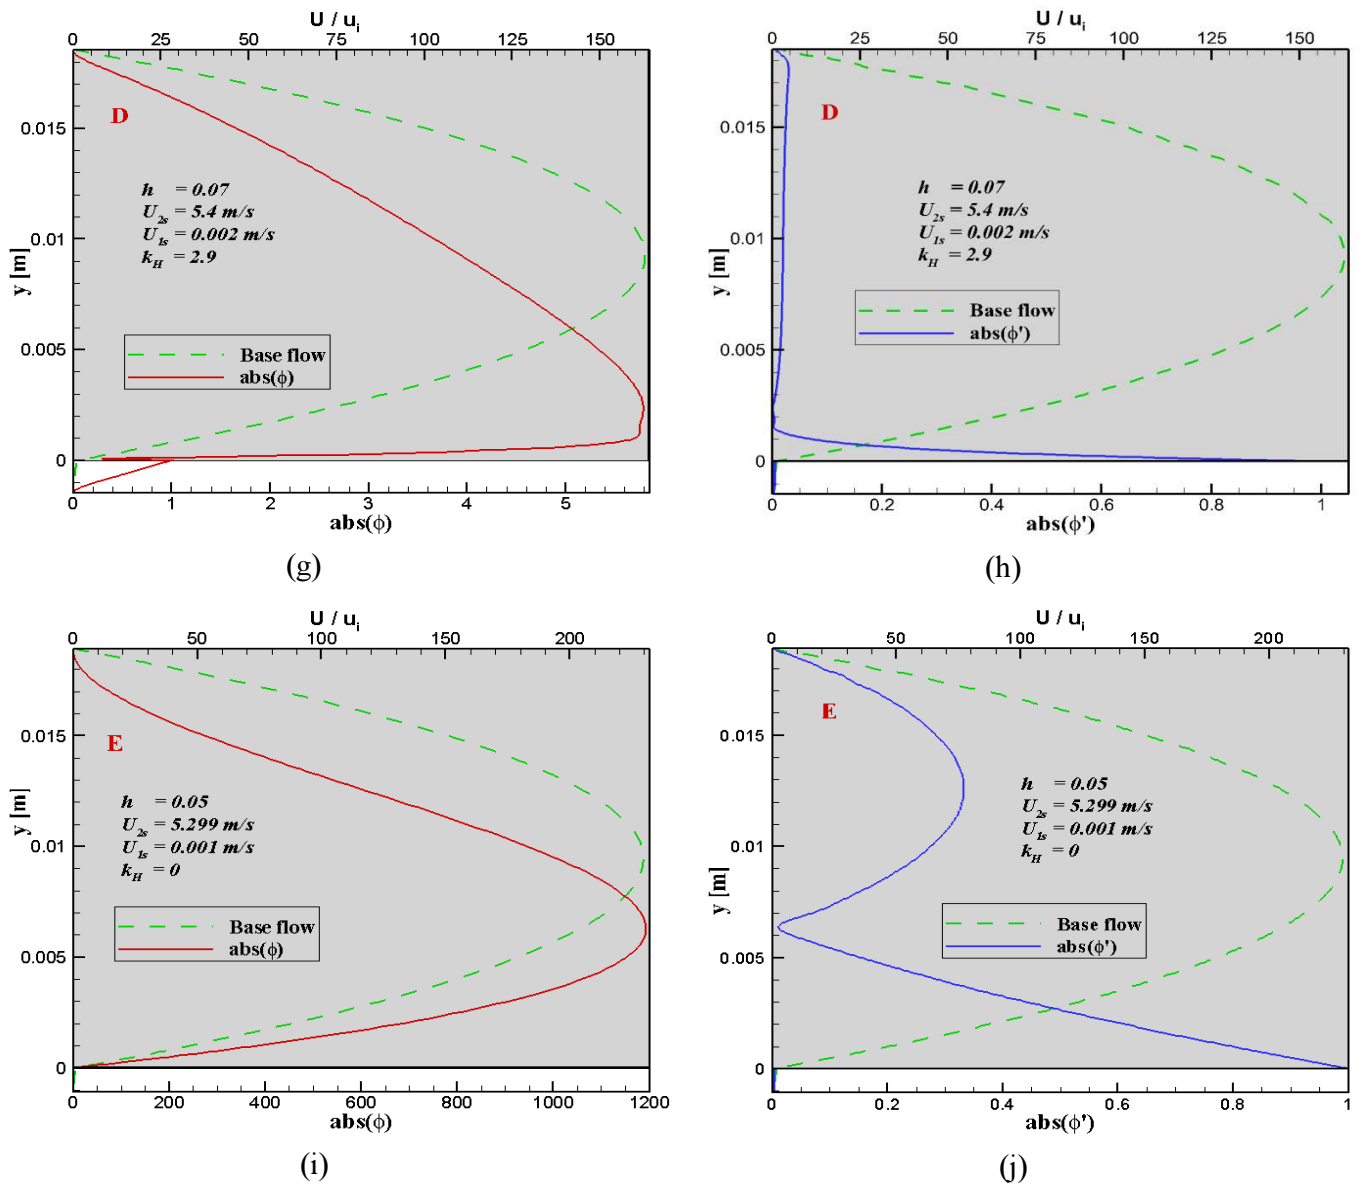 U / u_i
0 25 50 75 100 125 150
0.015
0.01
0.005
0
y [m]
D
h = 0.07
U_2s = 5.4 m/s
U_1s = 0.002 m/s
k_H = 2.9
Base flow
abs(ϕ)
0 1 2 3 4 5
abs(ϕ)
(g)
U / u_i
0 25 50 75 100 125 150
0.015
0.01
0.005
0
y [m]
D
h = 0.07
U_2s = 5.4 m/s
U_1s = 0.002 m/s
k_H = 2.9
Base flow
abs(ϕ')
0 0.2 0.4 0.6 0.8 1
abs(ϕ')
(h)
U / u_i
0 50 100 150 200
0.015
0.01
0.005
0
y [m]
E
h = 0.05
U_2s = 5.299 m/s
U_1s = 0.001 m/s
k_H = 0
Base flow
abs(ϕ)
0 200 400 600 800 1000 1200
abs(ϕ)
(i)
U / u_i
0 50 100 150 200
0.015
0.01
0.005
0
y [m]
E
h = 0.05
U_2s = 5.299 m/s
U_1s = 0.001 m/s
k_H = 0
Base flow
abs(ϕ')
0 0.2 0.4 0.6 0.8 1
abs(ϕ')
(j)